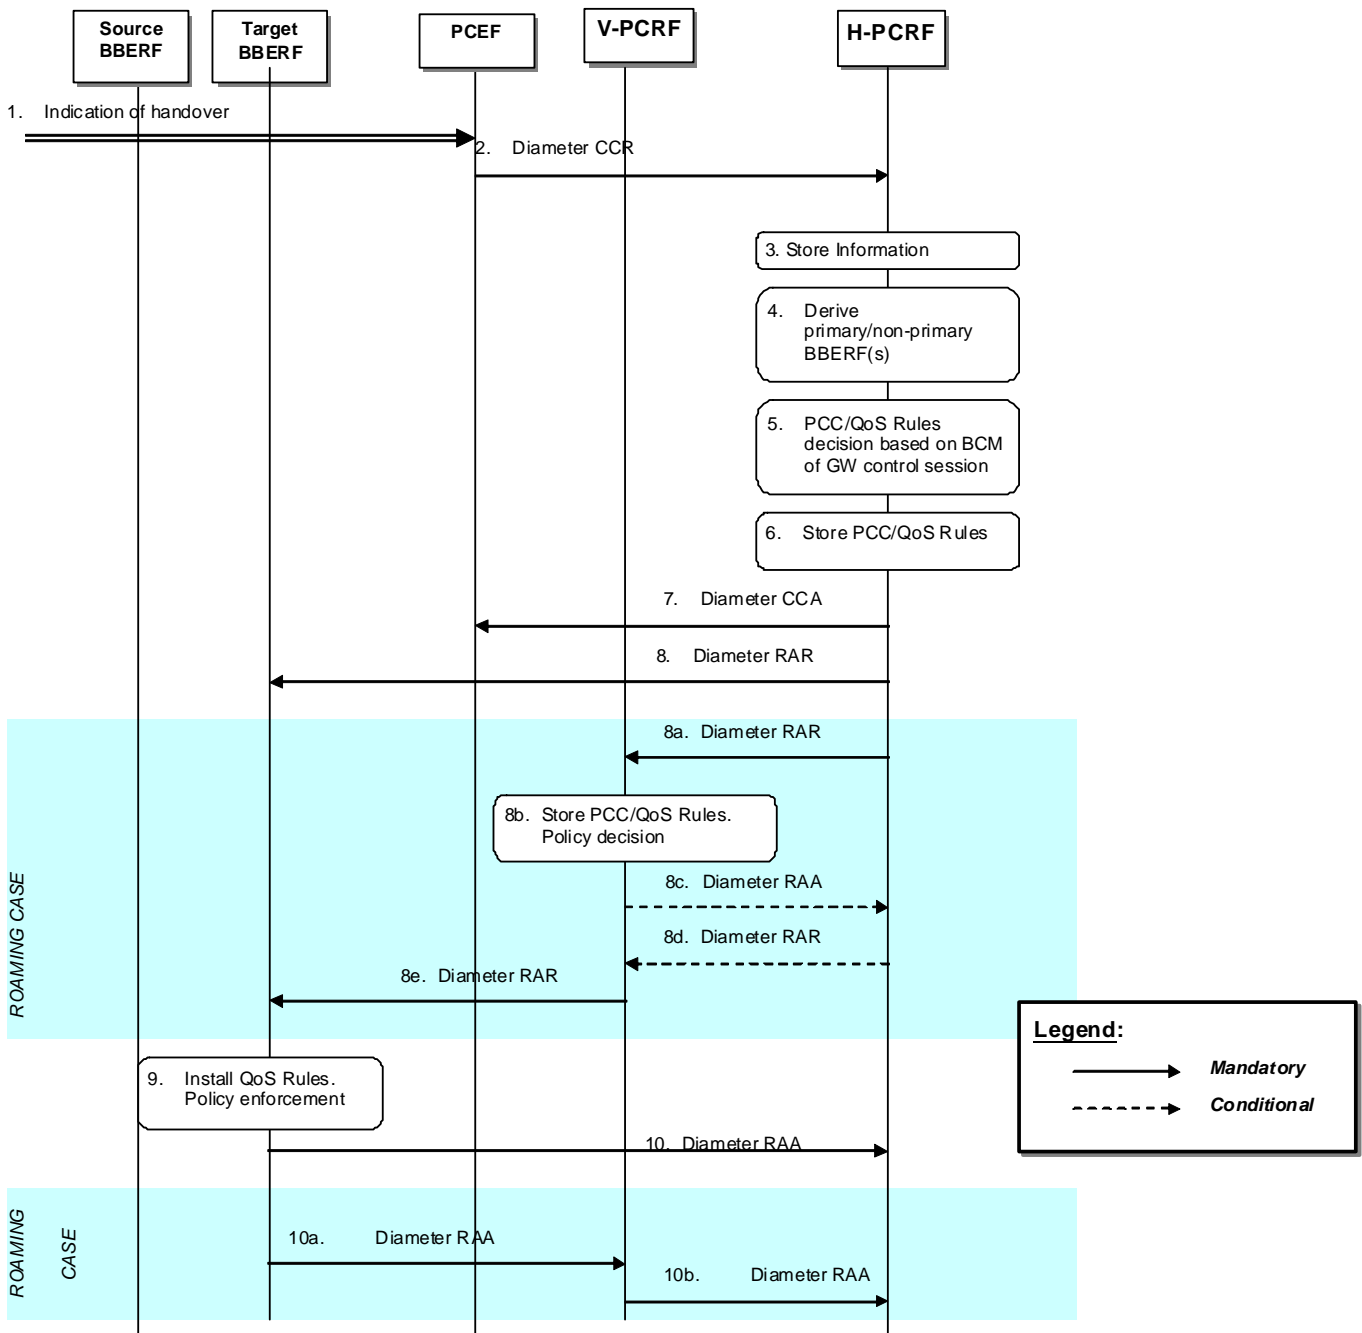 Source
BBERF
Target
BBERF
PCEF
V-PCRF
H-PCRF
1. Indication of handover
2. Diameter CCR
3. Store Information
4. Derive
primary/non-primary
BBERF(s)
5. PCC/QoS Rules
decision based on BCM
of GW control session
6. Store PCC/QoS Rules
7. Diameter CCA
8. Diameter RAR
ROAMING CASE
8a. Diameter RAR
8b. Store PCC/QoS Rules.
Policy decision
8c. Diameter RAA
8d. Diameter RAR
8e. Diameter RAR
Legend:
Mandatory
Conditional
9. Install QoS Rules.
Policy enforcement
10. Diameter RAA
ROAMING
CASE
10a. Diameter RAA
10b. Diameter RAA